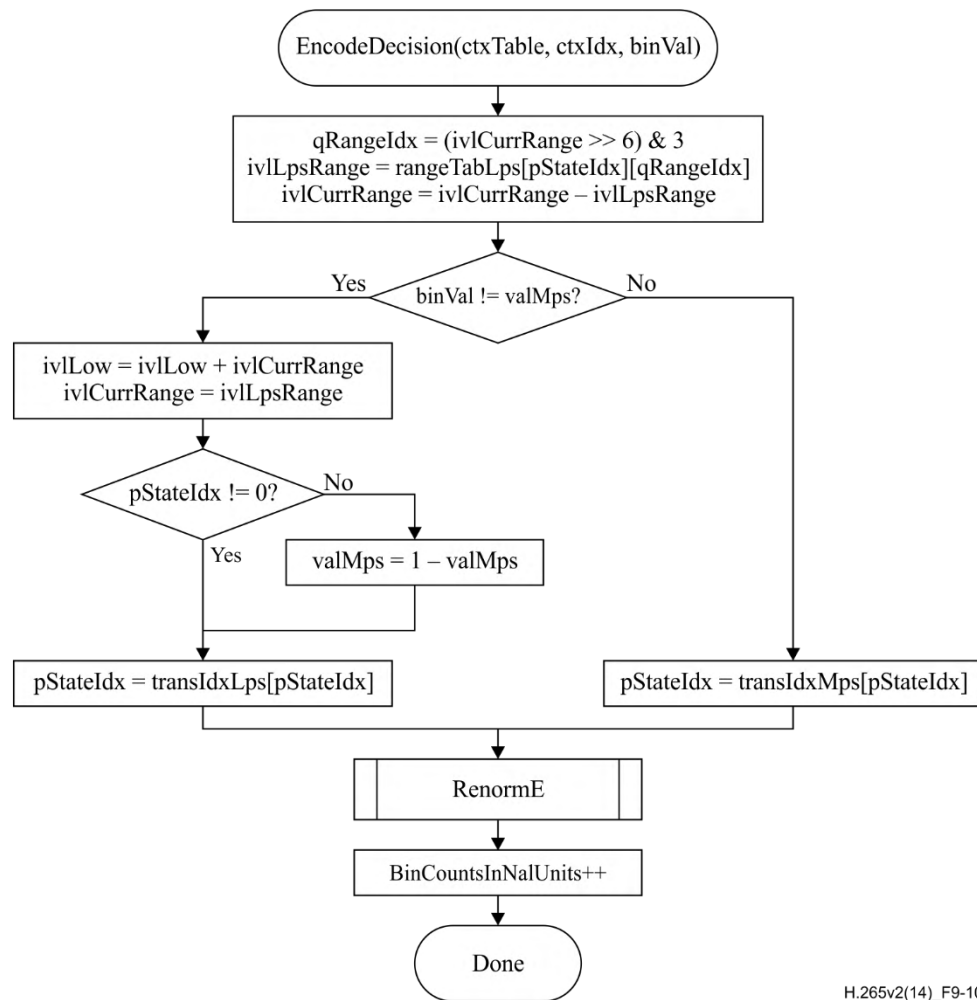 EncodeDecision(ctxTable, ctxIdx, binVal)
qRangeIdx = (ivlCurrRange >> 6) & 3
ivlLpsRange = rangeTabLps[pStateIdx][qRangeIdx]
ivlCurrRange = ivlCurrRange – ivlLpsRange
Yes
binVal != valMps?
No
ivlLow = ivlLow + ivlCurrRange
ivlCurrRange = ivlLpsRange
pStateIdx != 0?
No
Yes
valMps = 1 – valMps
pStateIdx = transIdxLps[pStateIdx]
pStateIdx = transIdxMps[pStateIdx]
RenormE
BinCountsInNalUnits++
Done